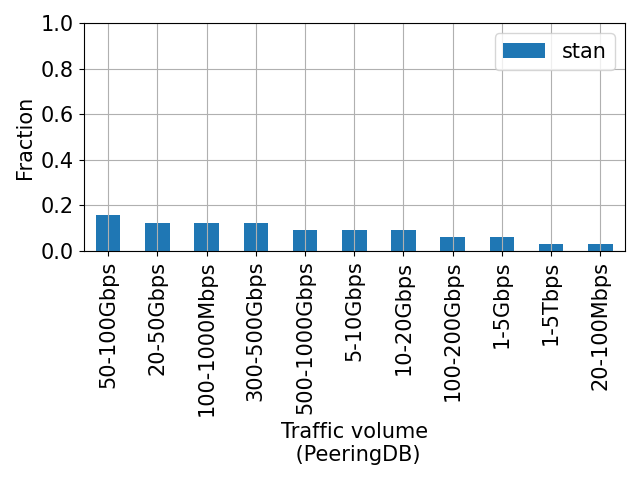 1.0
0.8
0.6
0.4
0.2
0.0
Fraction
stan
50-100Gbps
20-50Gbps
100-1000Mbps
300-500Gbps
500-1000Gbps
5-10Gbps
10-20Gbps
100-200Gbps
1-5Gbps
1-5Tbps
20-100Mbps
Traffic volume
(PeeringDB)